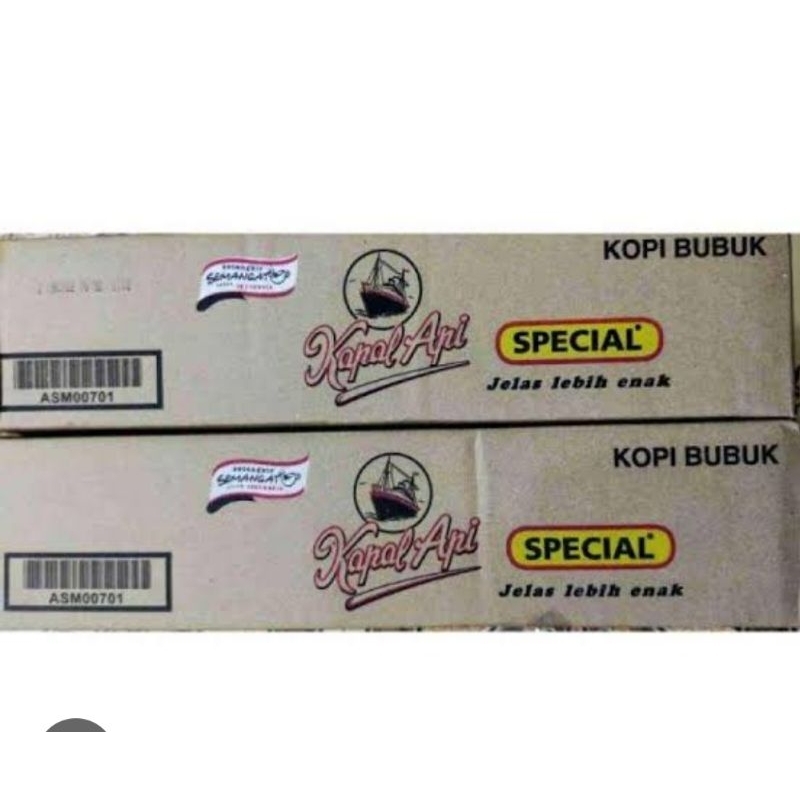 KOPI BUBUK
SEMANGAT
Kapal Api
SPECIAL
Jelas lebih enak
ASM00701
KOPI BUBUK
SEMANGAT
Kapal Api
SPECIAL
Jelas lebih enak
ASM00701